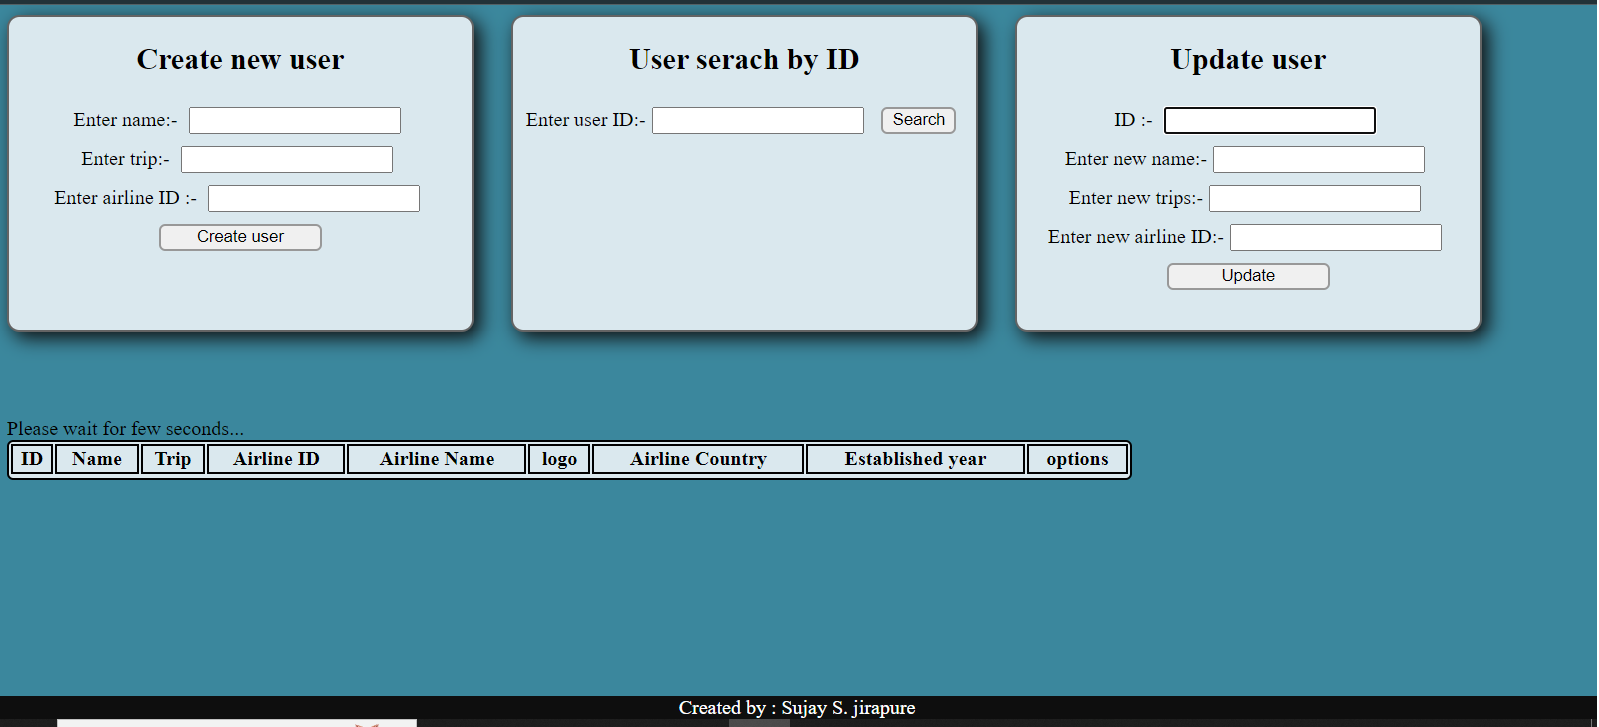 Create new user
Enter name:-
Enter trip:-
Enter airline ID :-
Create user
User serach by ID
Enter user ID:- Search
Update user
ID :-
Enter new name:-
Enter new trips:-
Enter new airline ID:-
Update
Please wait for few seconds...
ID Name Trip Airline ID Airline Name logo Airline Country Established year options
Created by : Sujay S. jirapure